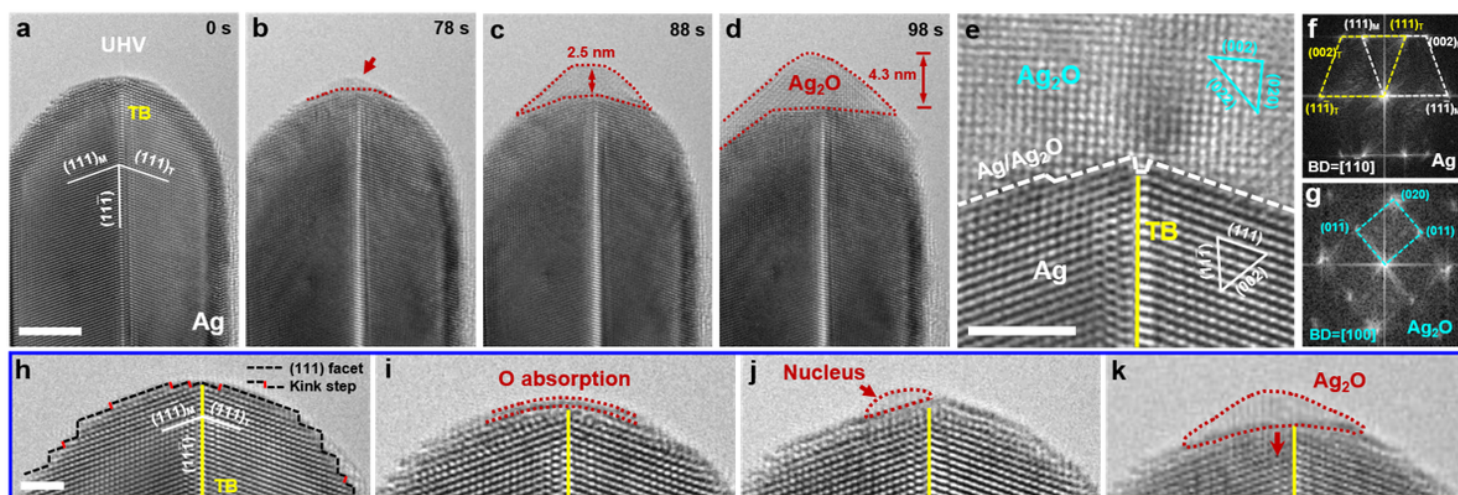 a
0 s
UHV
TB
(111)M
(111)T
(111̄)
Ag
b
78 s
c
88 s
2.5 nm
d
98 s
Ag2O
4.3 nm
e
Ag2O
(002)
(020)
(022)
Ag/Ag2O
TB
Ag
(111)
(111̄)
(002)
f
(111)M
(111)T
(002)T
(002)M
(111̄)T
(111̄)M
BD=[110]
Ag
g
(020)
(011̄)
(011)
BD=[100]
Ag2O
h
(111) facet
Kink step
(111)M
(111)T
(111̄)
TB
i
O absorption
j
Nucleus
k
Ag2O